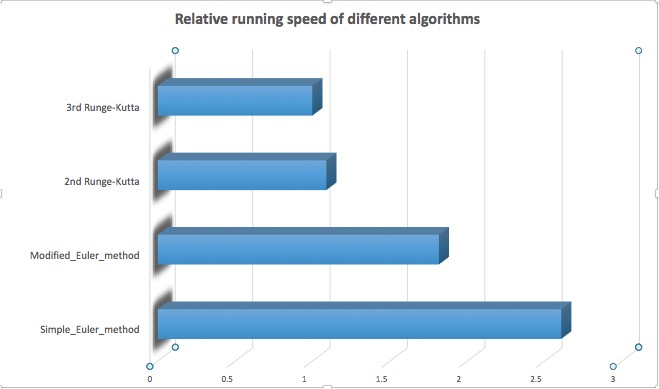 Relative running speed of different algorithms
3rd Runge-Kutta
2nd Runge-Kutta
Modified_Euler_method
Simple_Euler_method
0 0.5 1 1.5 2 2.5 3